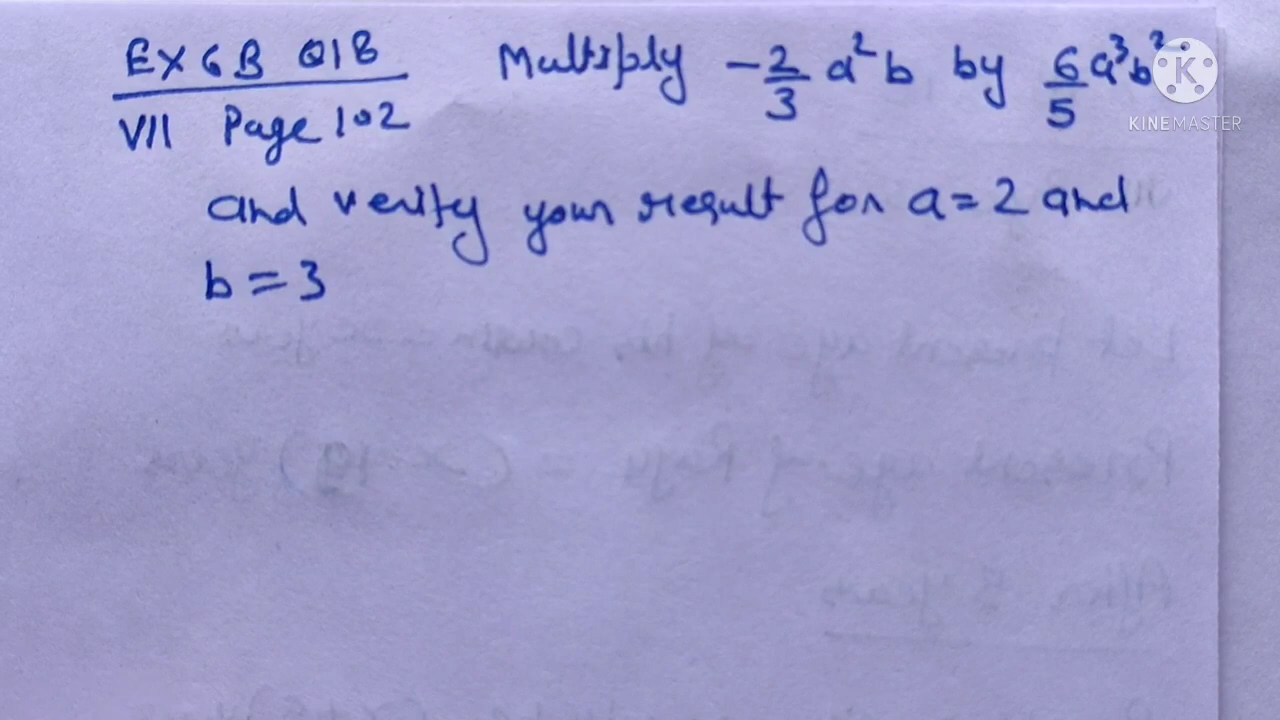 EX 6B Q18 Multiply -2/3 a²b by 6/5 a³b²
VII Page 102
and verify your result for a = 2 and
b = 3
K
KINEMASTER